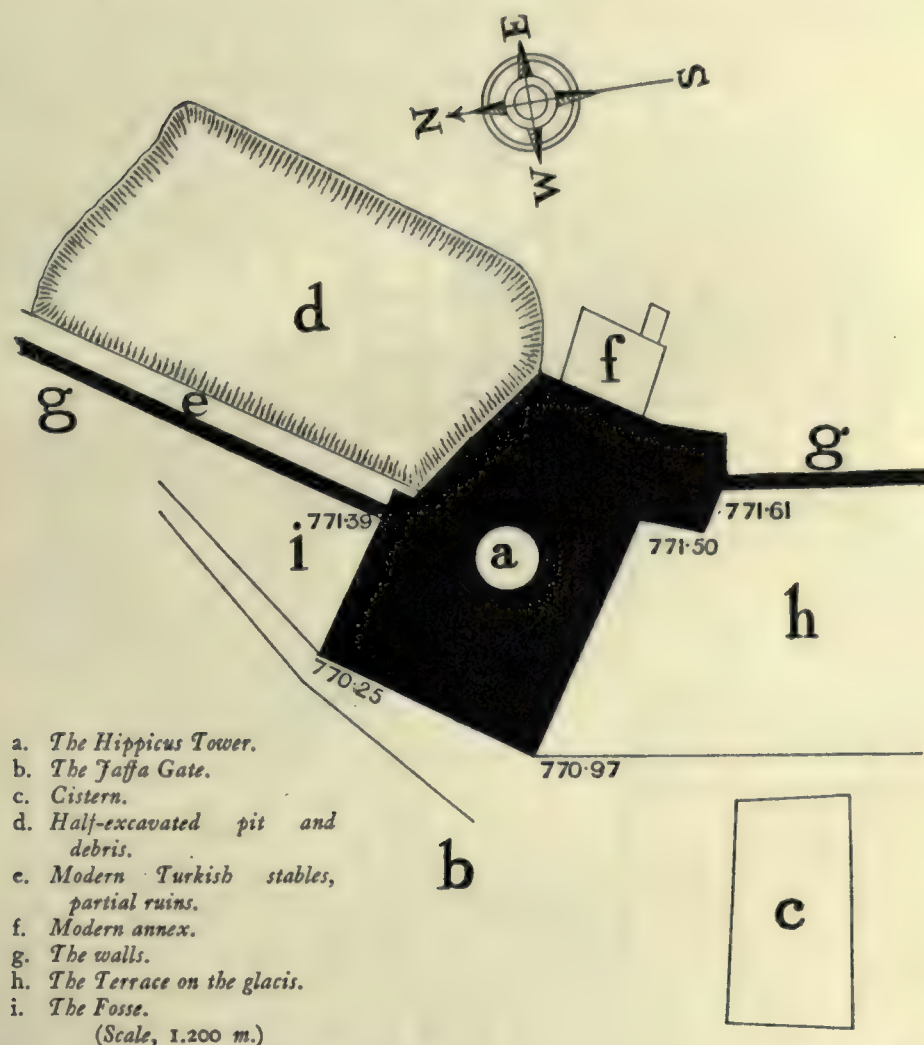 E
N
S
W
d
f
g
e
g
771·39
771·61
i
a
771·50
h
770·25
770·97
b
c
a. The Hippicus Tower.
b. The Jaffa Gate.
c. Cistern.
d. Half-excavated pit and
debris.
e. Modern Turkish stables,
partial ruins.
f. Modern annex.
g. The walls.
h. The Terrace on the glacis.
i. The Fosse.
(Scale, 1.200 m.)